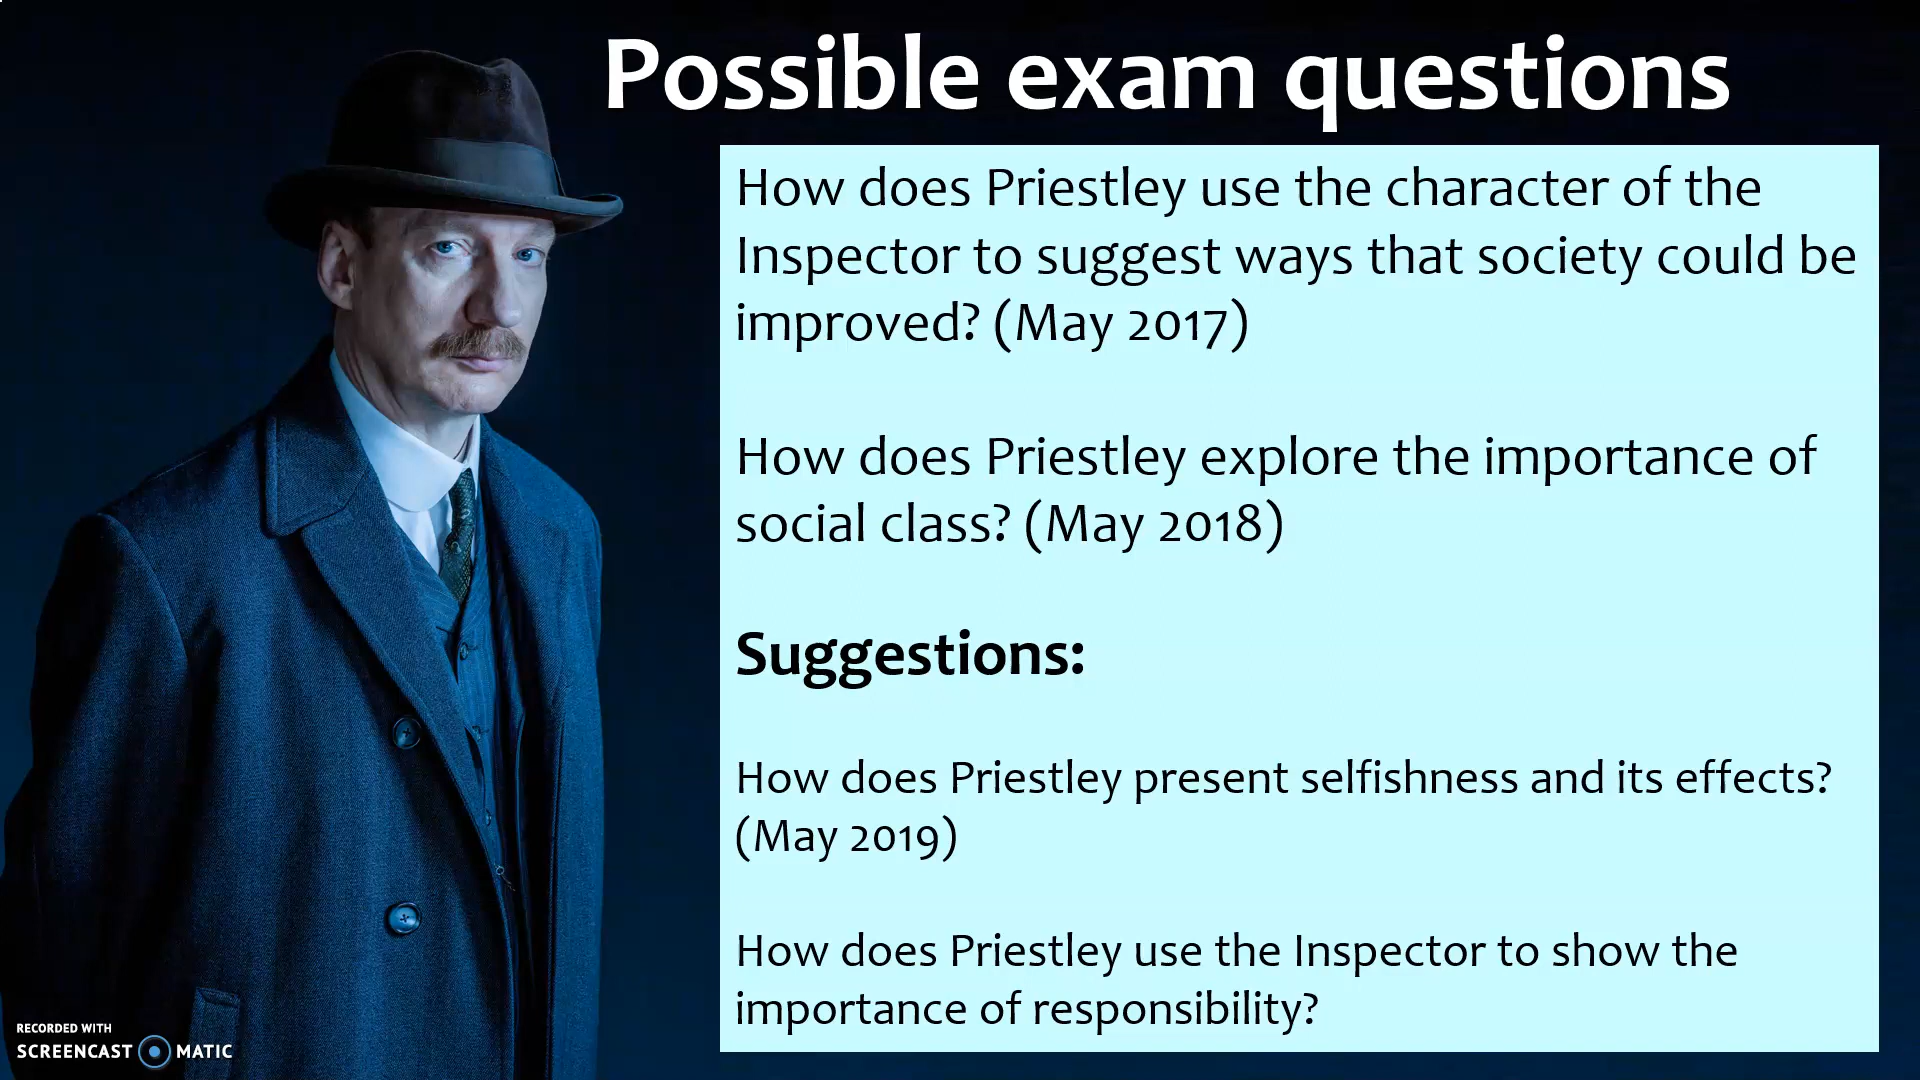 Possible exam questions
How does Priestley use the character of the
Inspector to suggest ways that society could be
improved? (May 2017)
How does Priestley explore the importance of
social class? (May 2018)
Suggestions:
How does Priestley present selfishness and its effects?
(May 2019)
How does Priestley use the Inspector to show the
importance of responsibility?
RECORDED WITH
SCREENCAST MATIC